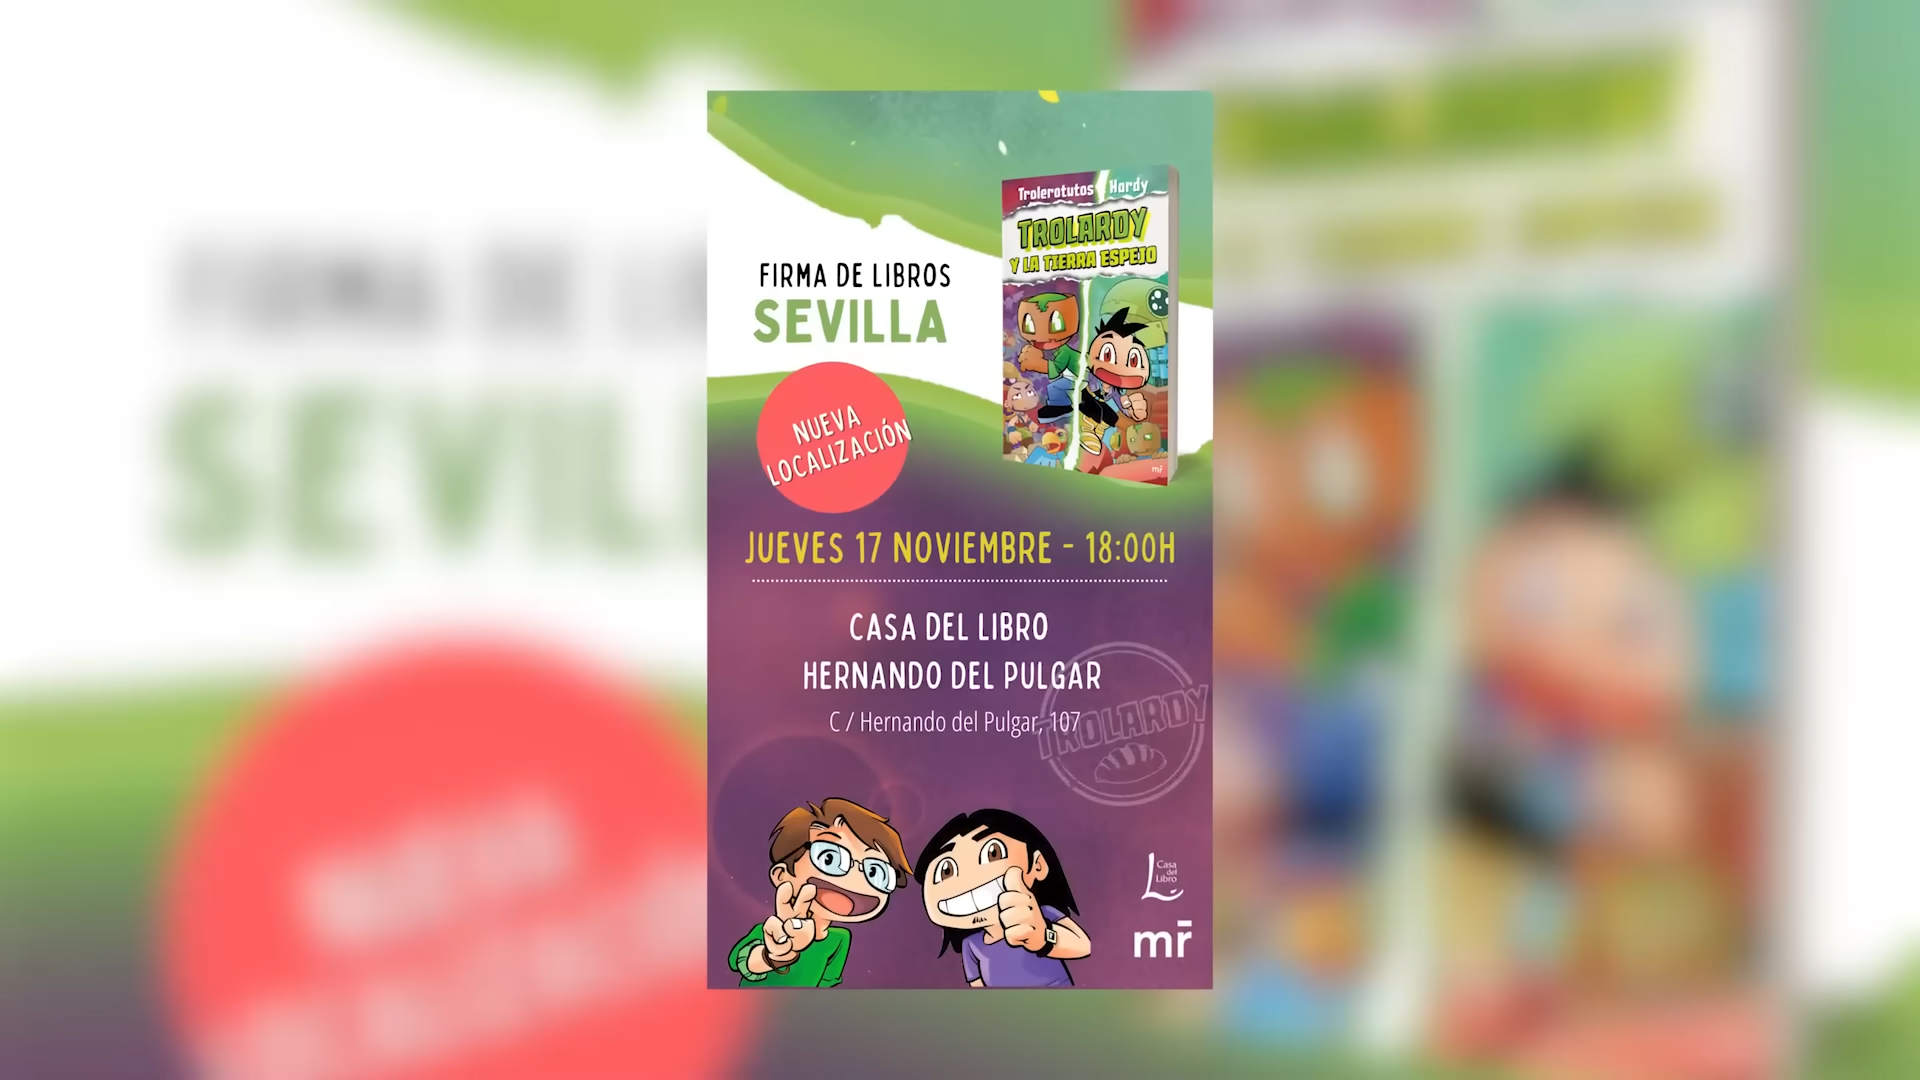 Trolerotutos Hardy
TROLARDY
Y LA TIERRA ESPEJO
mr
FIRMA DE LIBROS
SEVILLA
NUEVA
LOCALIZACIÓN
JUEVES 17 NOVIEMBRE - 18:00H
CASA DEL LIBRO
HERNANDO DEL PULGAR
C / Hernando del Pulgar, 107
TROLARDY
Casa
del
Libro
mr